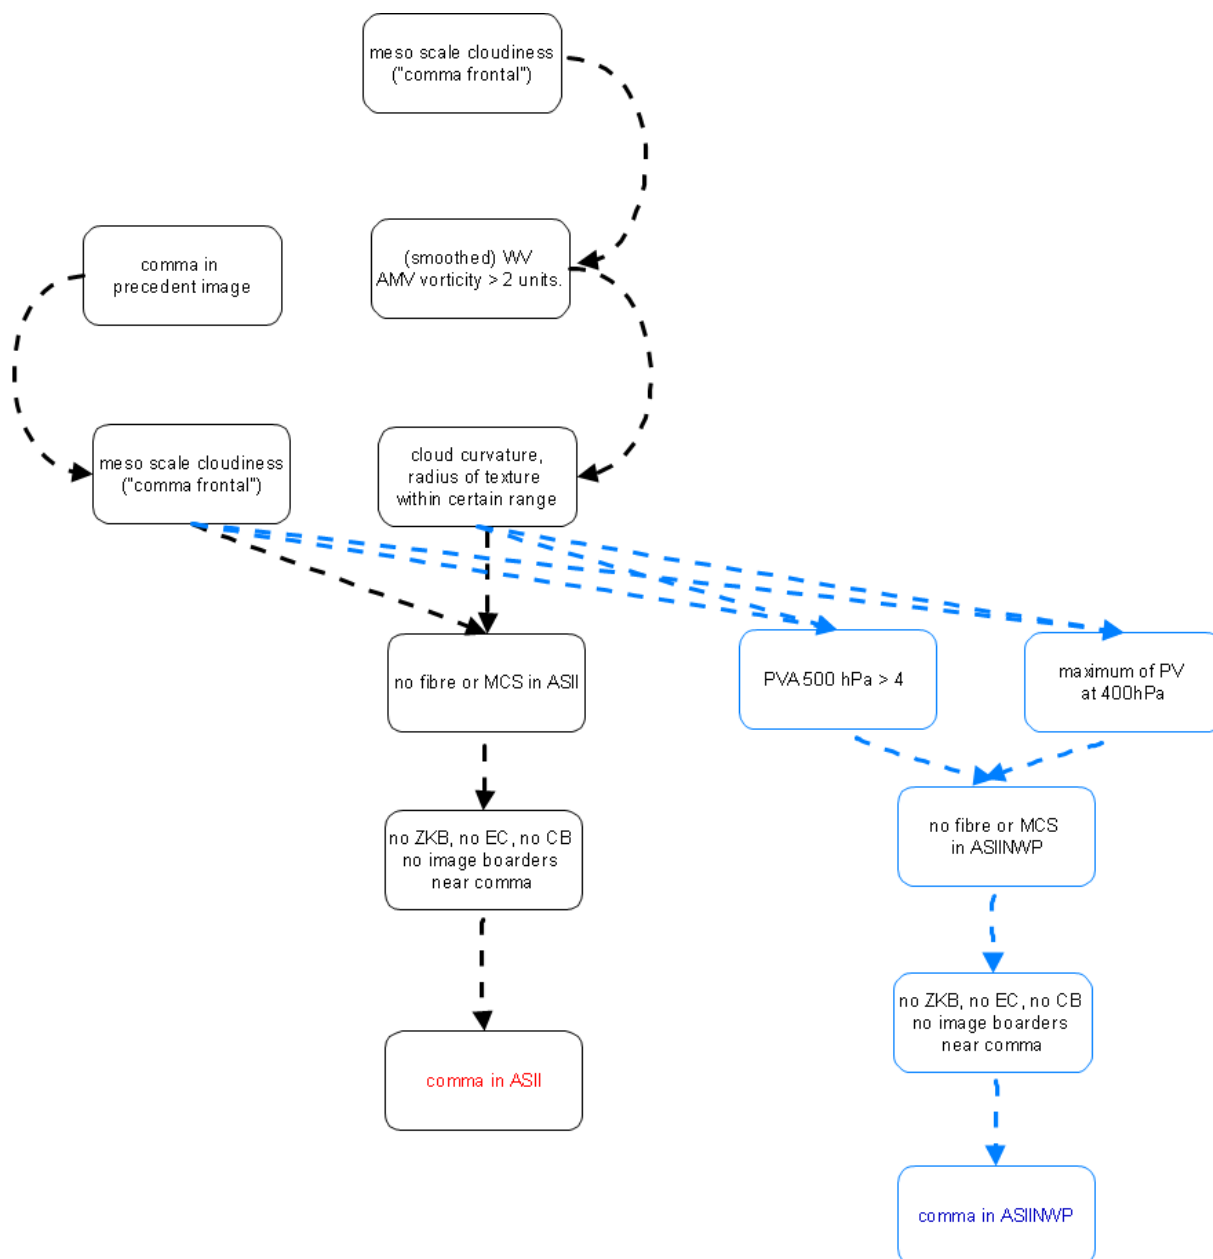 meso scale cloudiness
("comma frontal")
comma in
precedent image
(smoothed) WV
AMV vorticity > 2 units.
meso scale cloudiness
("comma frontal")
cloud curvature,
radius of texture
within certain range
no fibre or MCS in ASII
PVA 500 hPa > 4
maximum of PV
at 400hPa
no ZKB, no EC, no CB
no image boarders
near comma
no fibre or MCS
in ASIINWP
comma in ASII
no ZKB, no EC, no CB
no image boarders
near comma
comma in ASIINWP